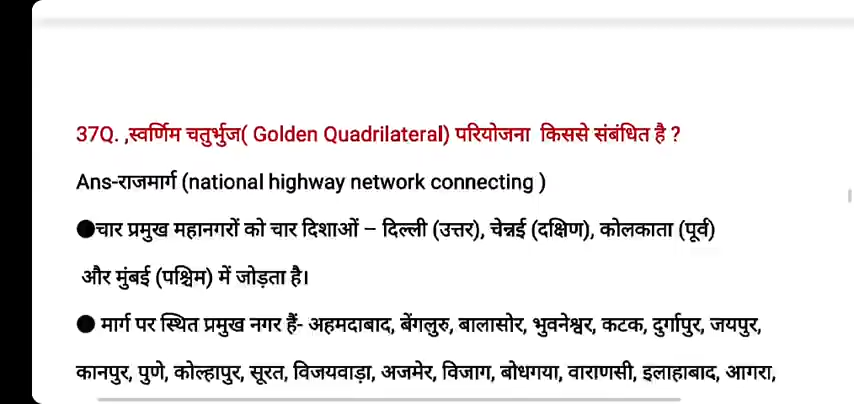 37Q. ,स्वर्णिम चतुर्भुज( Golden Quadrilateral) परियोजना किससे संबंधित है ?
Ans-राजमार्ग (national highway network connecting )
●चार प्रमुख महानगरों को चार दिशाओं – दिल्ली (उत्तर), चेन्नई (दक्षिण), कोलकाता (पूर्व)
और मुंबई (पश्चिम) में जोड़ता है।
● मार्ग पर स्थित प्रमुख नगर हैं- अहमदाबाद, बेंगलुरु, बालासोर, भुवनेश्वर, कटक, दुर्गापुर, जयपुर,
कानपुर, पुणे, कोल्हापुर, सूरत, विजयवाड़ा, अजमेर, विजाग, बोधगया, वाराणसी, इलाहाबाद, आगरा,